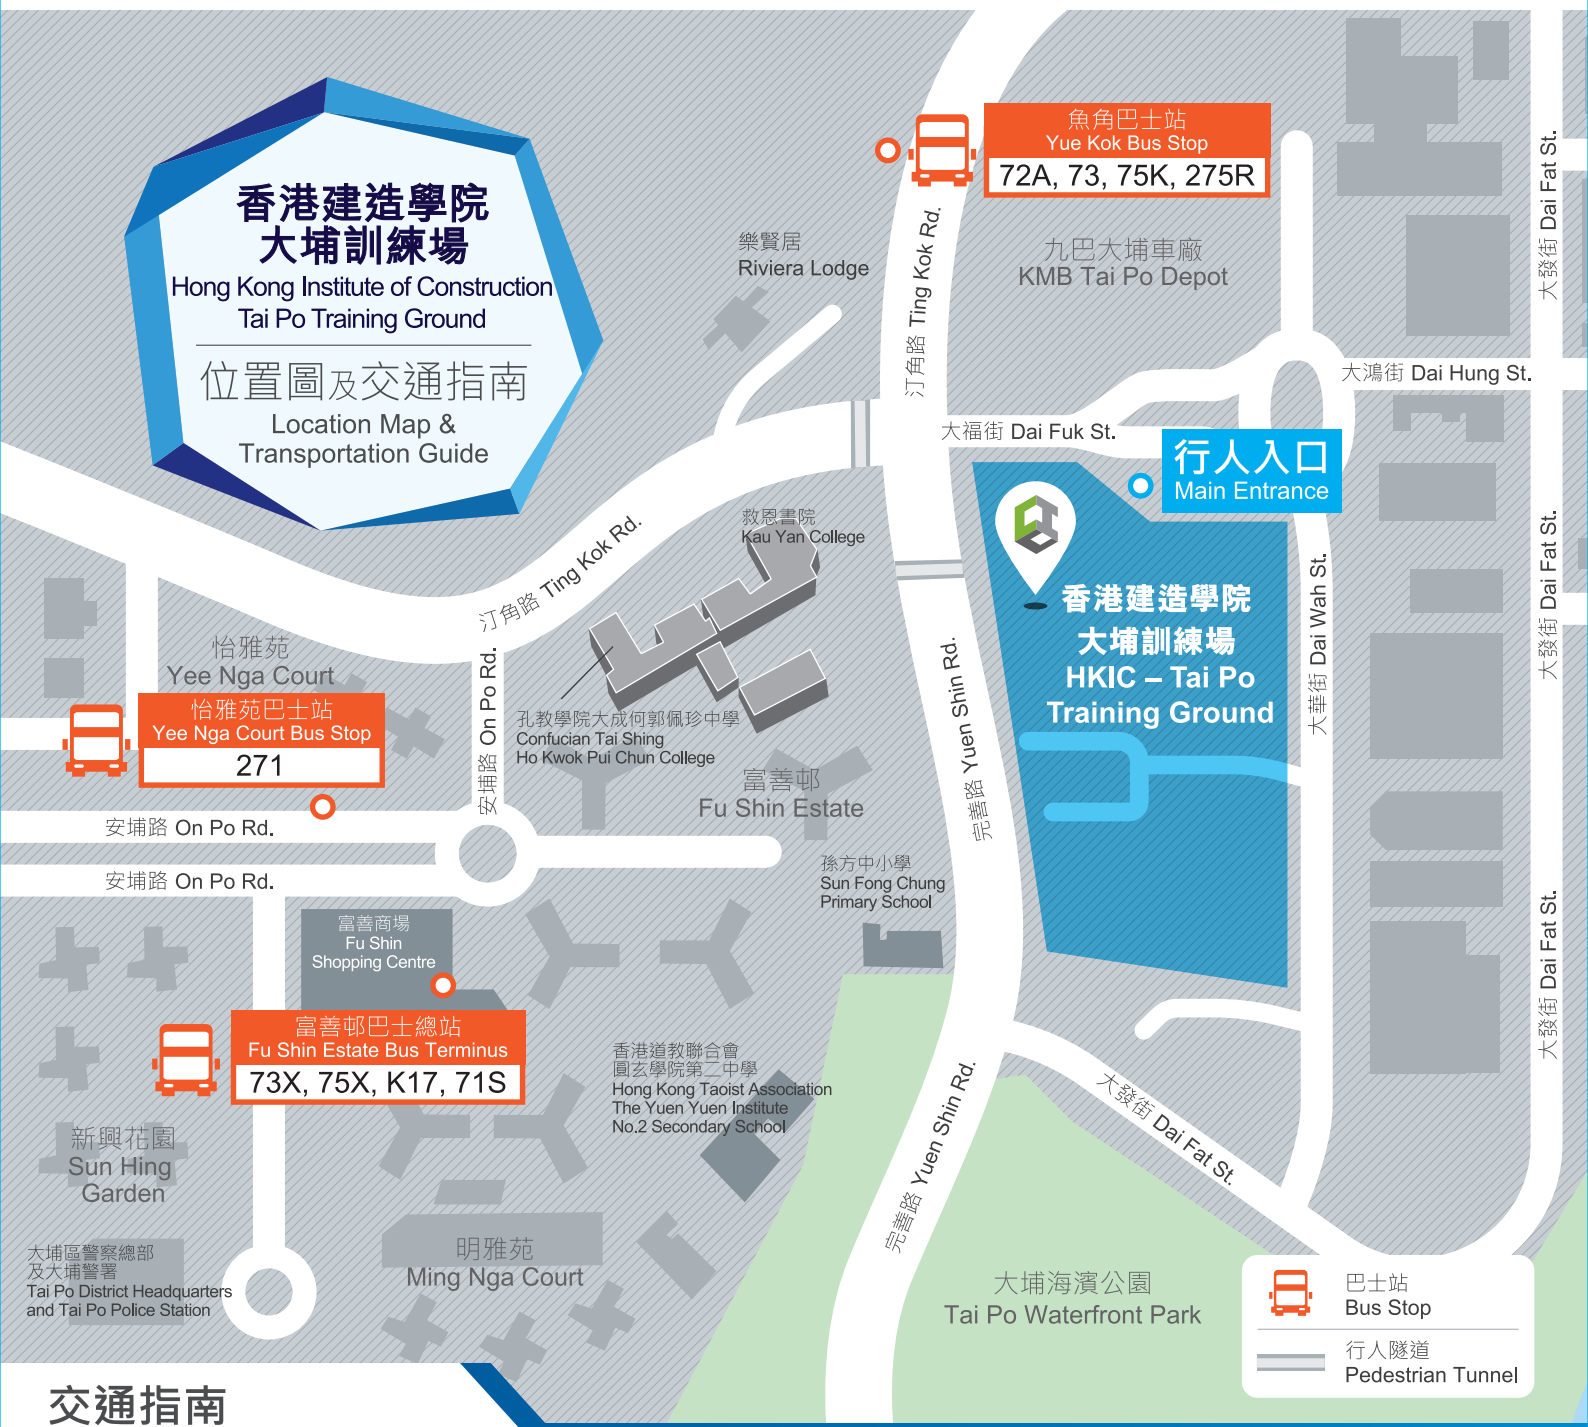 香港建造學院
大埔訓練場
Hong Kong Institute of Construction
Tai Po Training Ground
位置圖及交通指南
Location Map &
Transportation Guide
魚角巴士站
Yue Kok Bus Stop
72A, 73, 75K, 275R
樂賢居
Riviera Lodge
九巴大埔車廠
KMB Tai Po Depot
汀角路 Ting Kok Rd.
大發街 Dai Fat St.
大鴻街 Dai Hung St.
大福街 Dai Fuk St.
行人入口
Main Entrance
救恩書院
Kau Yan College
汀角路 Ting Kok Rd.
香港建造學院
大埔訓練場
HKIC – Tai Po
Training Ground
大華街 Dai Wah St.
大發街 Dai Fat St.
怡雅苑
Yee Nga Court
怡雅苑巴士站
Yee Nga Court Bus Stop
271
安埔路 On Po Rd.
孔教學院大成何郭佩珍中學
Confucian Tai Shing
Ho Kwok Pui Chun College
富善邨
Fu Shin Estate
完善路 Yuen Shin Rd.
安埔路 On Po Rd.
安埔路 On Po Rd.
孫方中小學
Sun Fong Chung
Primary School
富善商場
Fu Shin
Shopping Centre
富善邨巴士總站
Fu Shin Estate Bus Terminus
73X, 75X, K17, 71S
香港道教聯合會
圓玄學院第二中學
Hong Kong Taoist Association
The Yuen Yuen Institute
No.2 Secondary School
大發街 Dai Fat St.
大發街 Dai Fat St.
完善路 Yuen Shin Rd.
新興花園
Sun Hing
Garden
大埔區警察總部
及大埔警署
Tai Po District Headquarters
and Tai Po Police Station
明雅苑
Ming Nga Court
大埔海濱公園
Tai Po Waterfront Park
巴士站
Bus Stop
行人隧道
Pedestrian Tunnel
交通指南